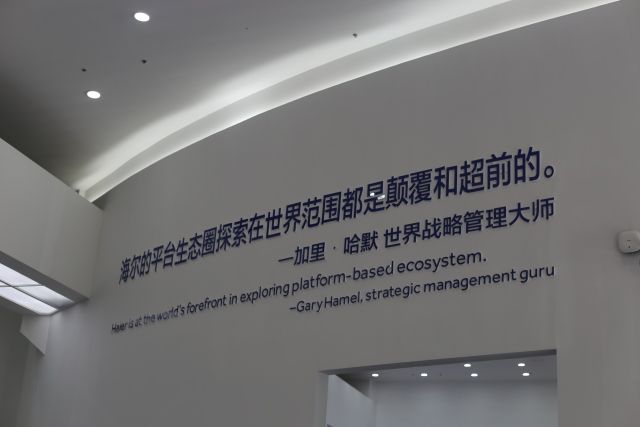 海尔的平台生态圈探索在世界范围都是颠覆和超前的。
—加里·哈默 世界战略管理大师
Haier is at the world's forefront in exploring platform-based ecosystem.
—Gary Hamel, strategic management guru